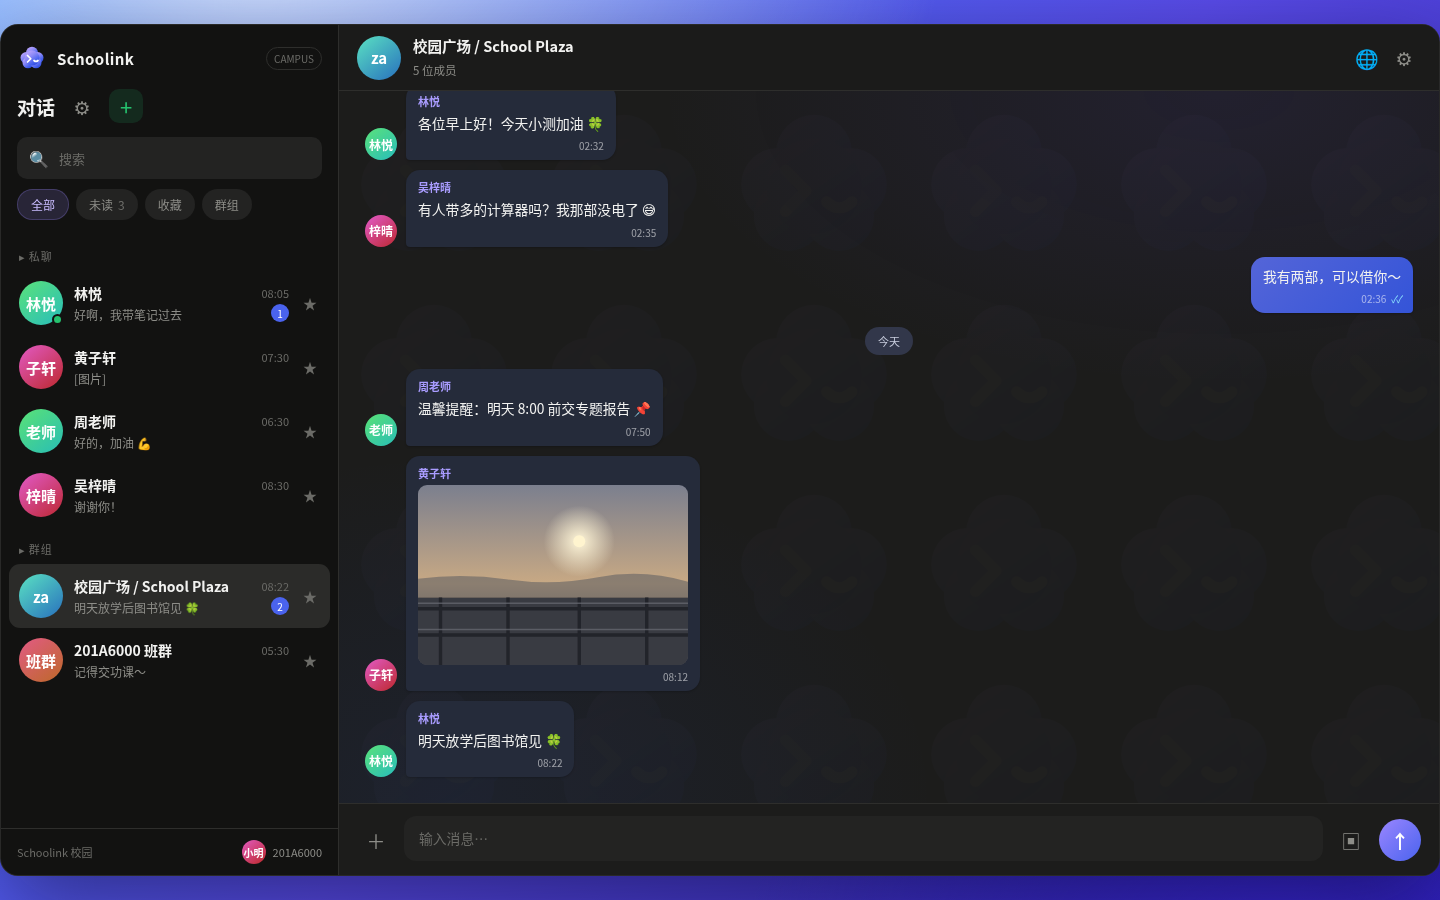 Schoolink
CAMPUS
对话
搜索
全部
未读 3
收藏
群组
▸ 私聊
林悦
林悦
08:05
好啊，我带笔记过去
1
子轩
黄子轩
07:30
[图片]
老师
周老师
06:30
好的，加油 💪
梓晴
吴梓晴
08:30
谢谢你！
▸ 群组
za
校园广场 / School Plaza
08:22
明天放学后图书馆见 🍀
2
班群
201A6000 班群
05:30
记得交功课～
Schoolink 校园
小明
201A6000
za
校园广场 / School Plaza
5 位成员
林悦
各位早上好！今天小测加油 🍀
02:32
林悦
吴梓晴
有人带多的计算器吗？我那部没电了 😅
02:35
梓晴
我有两部，可以借你～
02:36
今天
周老师
温馨提醒：明天 8:00 前交专题报告 📌
07:50
老师
黄子轩
08:12
子轩
林悦
明天放学后图书馆见 🍀
08:22
林悦
输入消息…